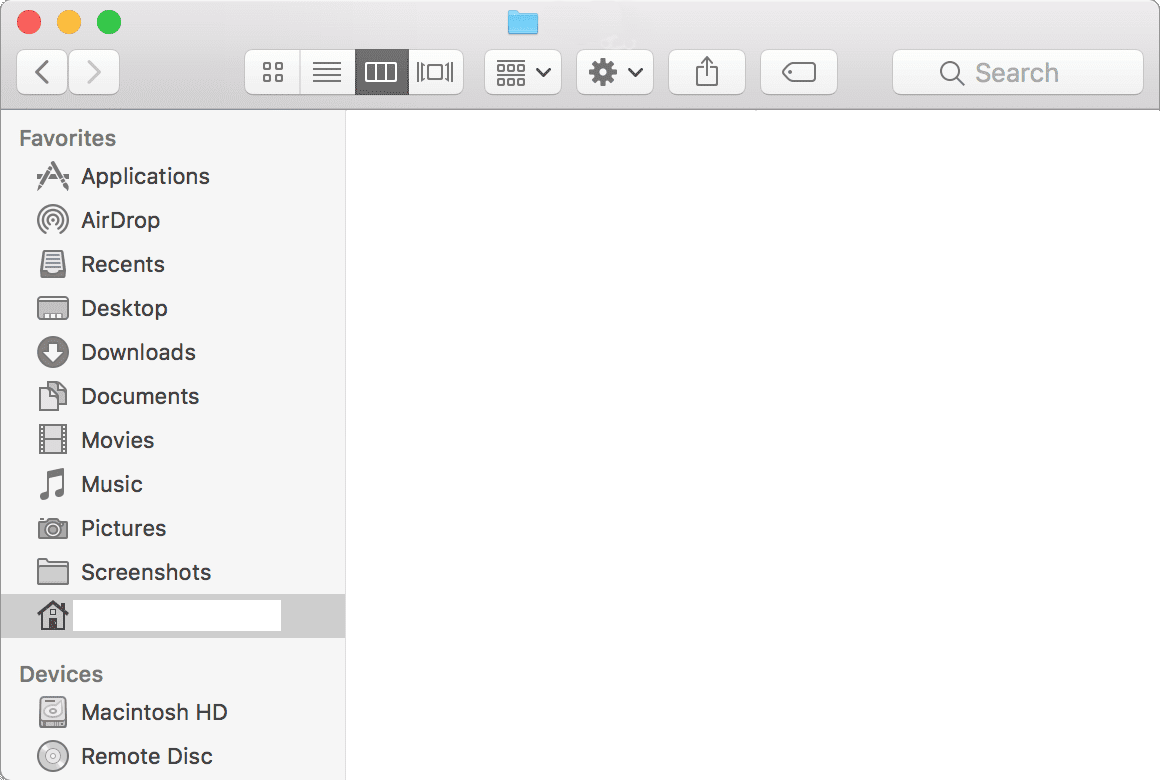 Search
Favorites
Applications
AirDrop
Recents
Desktop
Downloads
Documents
Movies
Music
Pictures
Screenshots
Devices
Macintosh HD
Remote Disc